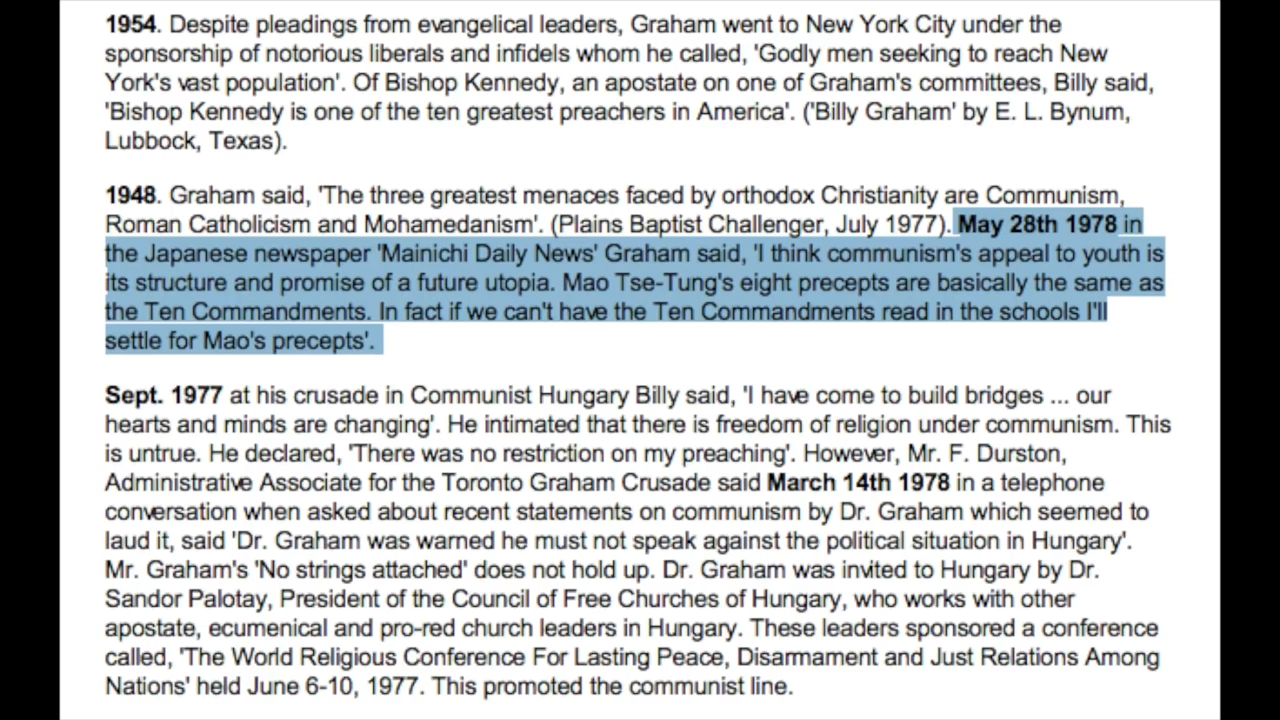 1954. Despite pleadings from evangelical leaders, Graham went to New York City under the
sponsorship of notorious liberals and infidels whom he called, 'Godly men seeking to reach New
York's vast population'. Of Bishop Kennedy, an apostate on one of Graham's committees, Billy said,
'Bishop Kennedy is one of the ten greatest preachers in America'. ('Billy Graham' by E. L. Bynum,
Lubbock, Texas).
1948. Graham said, 'The three greatest menaces faced by orthodox Christianity are Communism,
Roman Catholicism and Mohamedanism'. (Plains Baptist Challenger, July 1977). May 28th 1978 in
the Japanese newspaper 'Mainichi Daily News' Graham said, 'I think communism's appeal to youth is
its structure and promise of a future utopia. Mao Tse-Tung's eight precepts are basically the same as
the Ten Commandments. In fact if we can't have the Ten Commandments read in the schools I'll
settle for Mao's precepts'.
Sept. 1977 at his crusade in Communist Hungary Billy said, 'I have come to build bridges ... our
hearts and minds are changing'. He intimated that there is freedom of religion under communism. This
is untrue. He declared, 'There was no restriction on my preaching'. However, Mr. F. Durston,
Administrative Associate for the Toronto Graham Crusade said March 14th 1978 in a telephone
conversation when asked about recent statements on communism by Dr. Graham which seemed to
laud it, said 'Dr. Graham was warned he must not speak against the political situation in Hungary'.
Mr. Graham's 'No strings attached' does not hold up. Dr. Graham was invited to Hungary by Dr.
Sandor Palotay, President of the Council of Free Churches of Hungary, who works with other
apostate, ecumenical and pro-red church leaders in Hungary. These leaders sponsored a conference
called, 'The World Religious Conference For Lasting Peace, Disarmament and Just Relations Among
Nations' held June 6-10, 1977. This promoted the communist line.